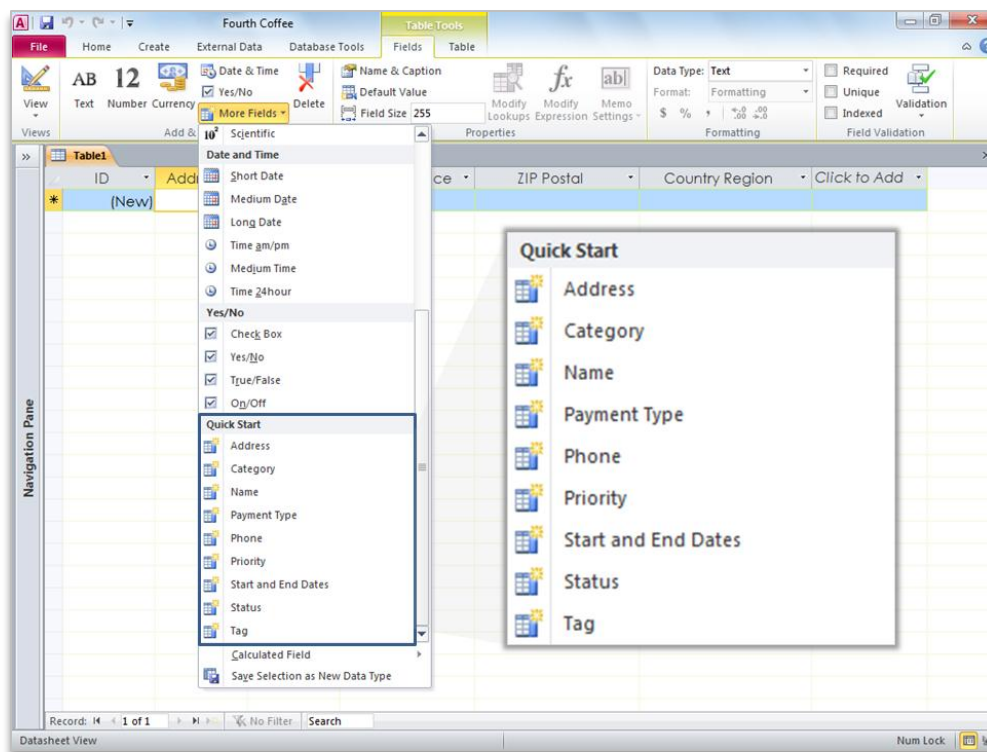 Fourth Coffee
Table Tools
File Home Create External Data Database Tools Fields Table
View
AB Text
12 Number
Currency
Date & Time
Yes/No
More Fields
Delete
Name & Caption
Default Value
Field Size 255
Modify Lookups
fx Modify Expression
ab| Memo Settings
Data Type: Text
Format: Formatting
$ % ,
Required
Unique
Indexed
Validation
Views
Add &
Properties
Formatting
Field Validation
Table1
ID
Addr
ce
ZIP Postal
Country Region
Click to Add
* (New)
Navigation Pane
10² Scientific
Date and Time
Short Date
Medium Date
Long Date
Time am/pm
Medium Time
Time 24hour
Yes/No
Check Box
Yes/No
True/False
On/Off
Quick Start
Address
Category
Name
Payment Type
Phone
Priority
Start and End Dates
Status
Tag
Calculated Field
Save Selection as New Data Type
Quick Start
Address
Category
Name
Payment Type
Phone
Priority
Start and End Dates
Status
Tag
Record: 1 of 1 No Filter Search
Datasheet View
Num Lock